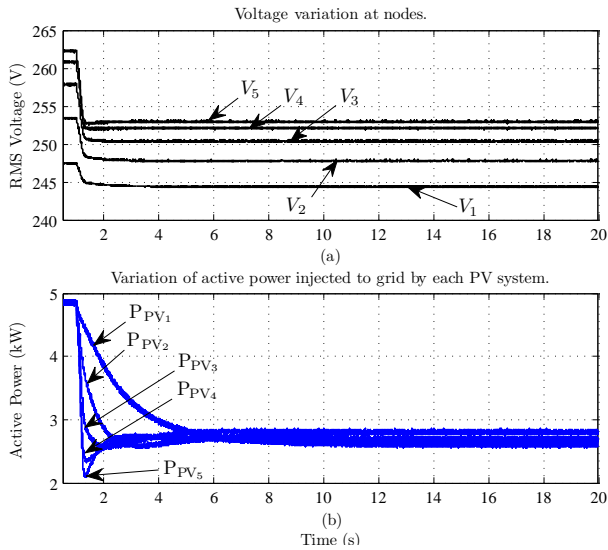 Voltage variation at nodes.
265
260
255
250
245
240
RMS Voltage (V)
V5
V4
V3
V2
V1
2 4 6 8 10 12 14 16 18 20
(a)
Variation of active power injected to grid by each PV system.
5
4
3
2
Active Power (kW)
PPV1
PPV2
PPV3
PPV4
PPV5
2 4 6 8 10 12 14 16 18 20
(b)
Time (s)